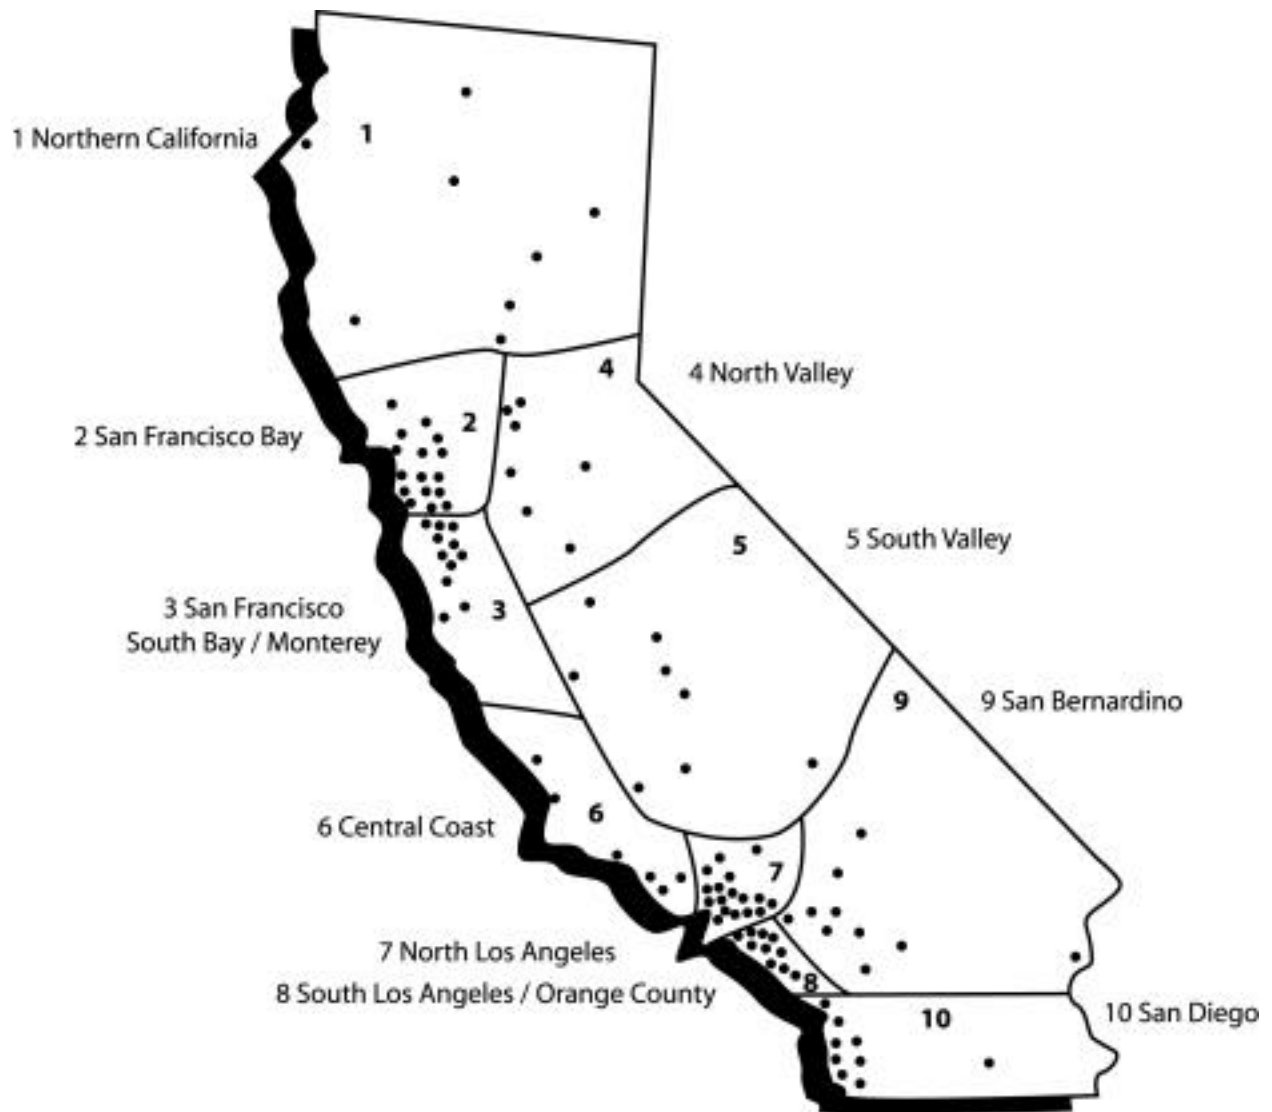 1 Northern California
1
4
4 North Valley
2
2 San Francisco Bay
5
5 South Valley
3 San Francisco
South Bay / Monterey
3
9
9 San Bernardino
6
6 Central Coast
7
7 North Los Angeles
8 South Los Angeles / Orange County
8
10
10 San Diego